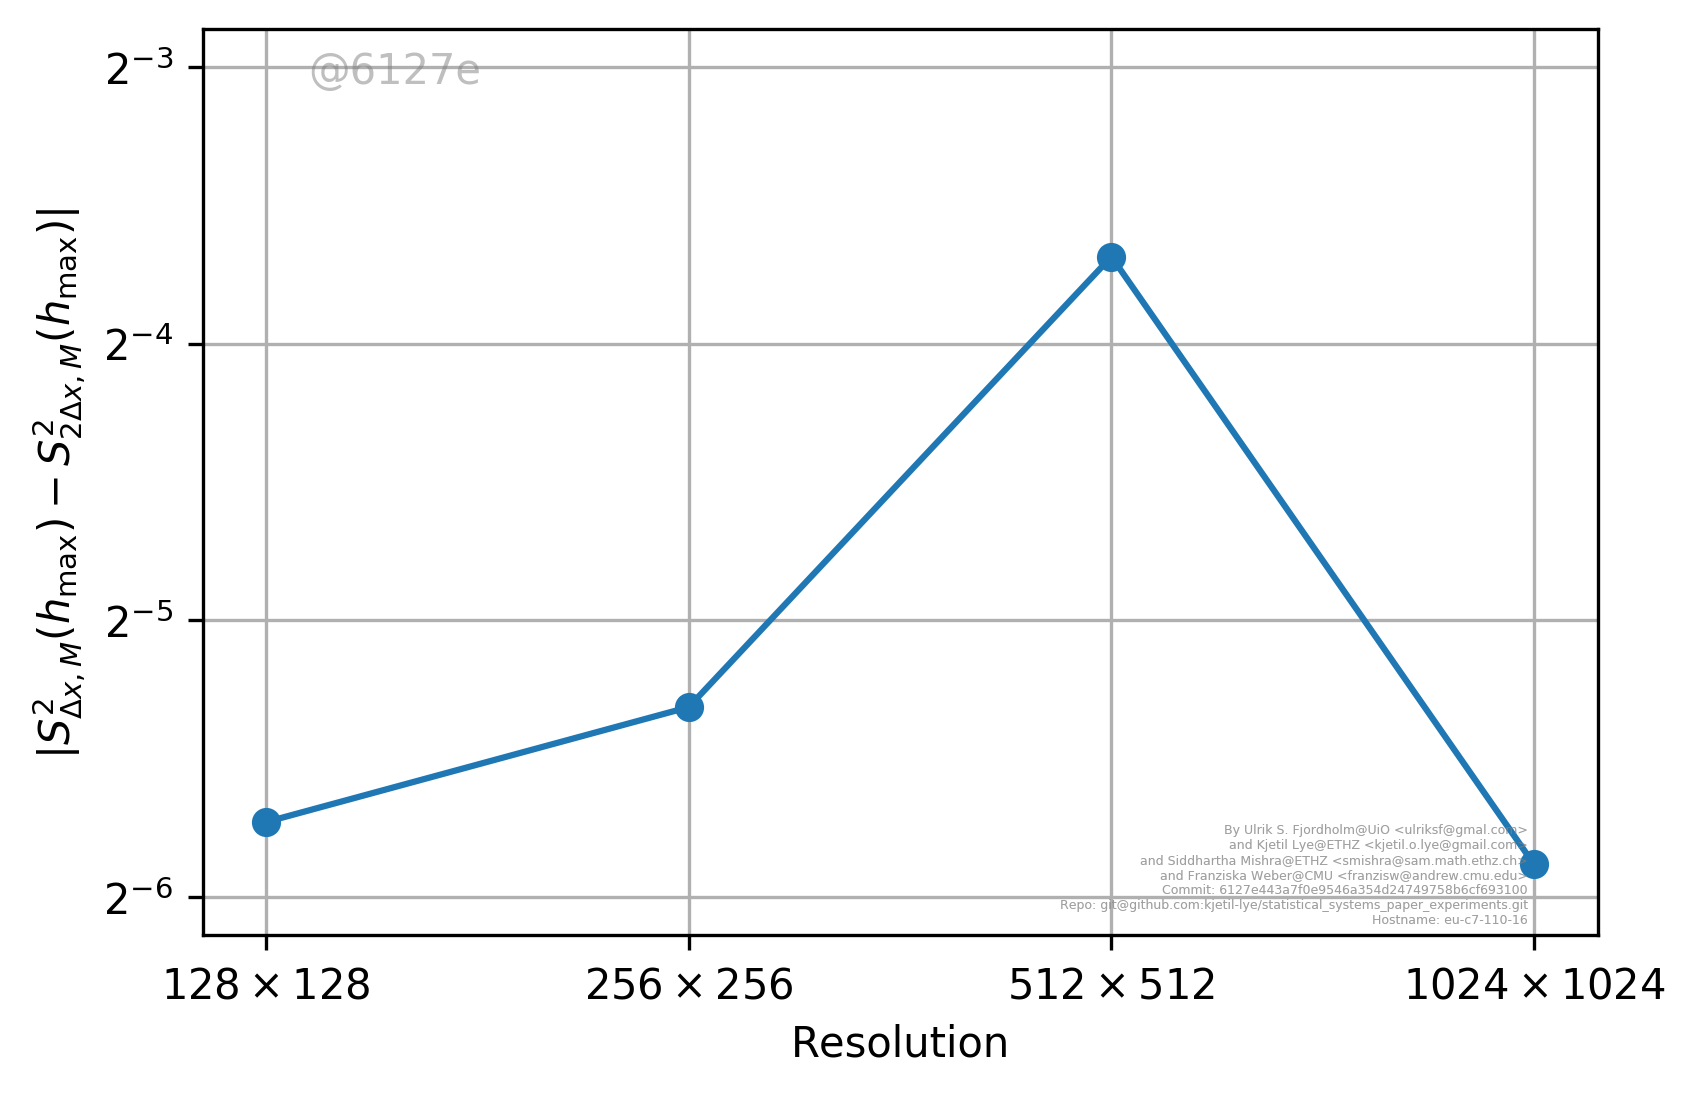 @6127e
2⁻³
2⁻⁴
2⁻⁵
2⁻⁶
|S²_{Δx, M}(h_max) − S²_{2Δx, M}(h_max)|
By Ulrik S. Fjordholm@UiO <ulriksf@gmal.com>
and Kjetil Lye@ETHZ <kjetil.o.lye@gmail.com>
and Siddhartha Mishra@ETHZ <smishra@sam.math.ethz.ch>
and Franziska Weber@CMU <franzisw@andrew.cmu.edu>
Commit: 6127e443a7f0e9546a354d24749758b6cf693100
Repo: git@github.com:kjetil-lye/statistical_systems_paper_experiments.git
Hostname: eu-c7-110-16
128 × 128 256 × 256 512 × 512 1024 × 1024
Resolution